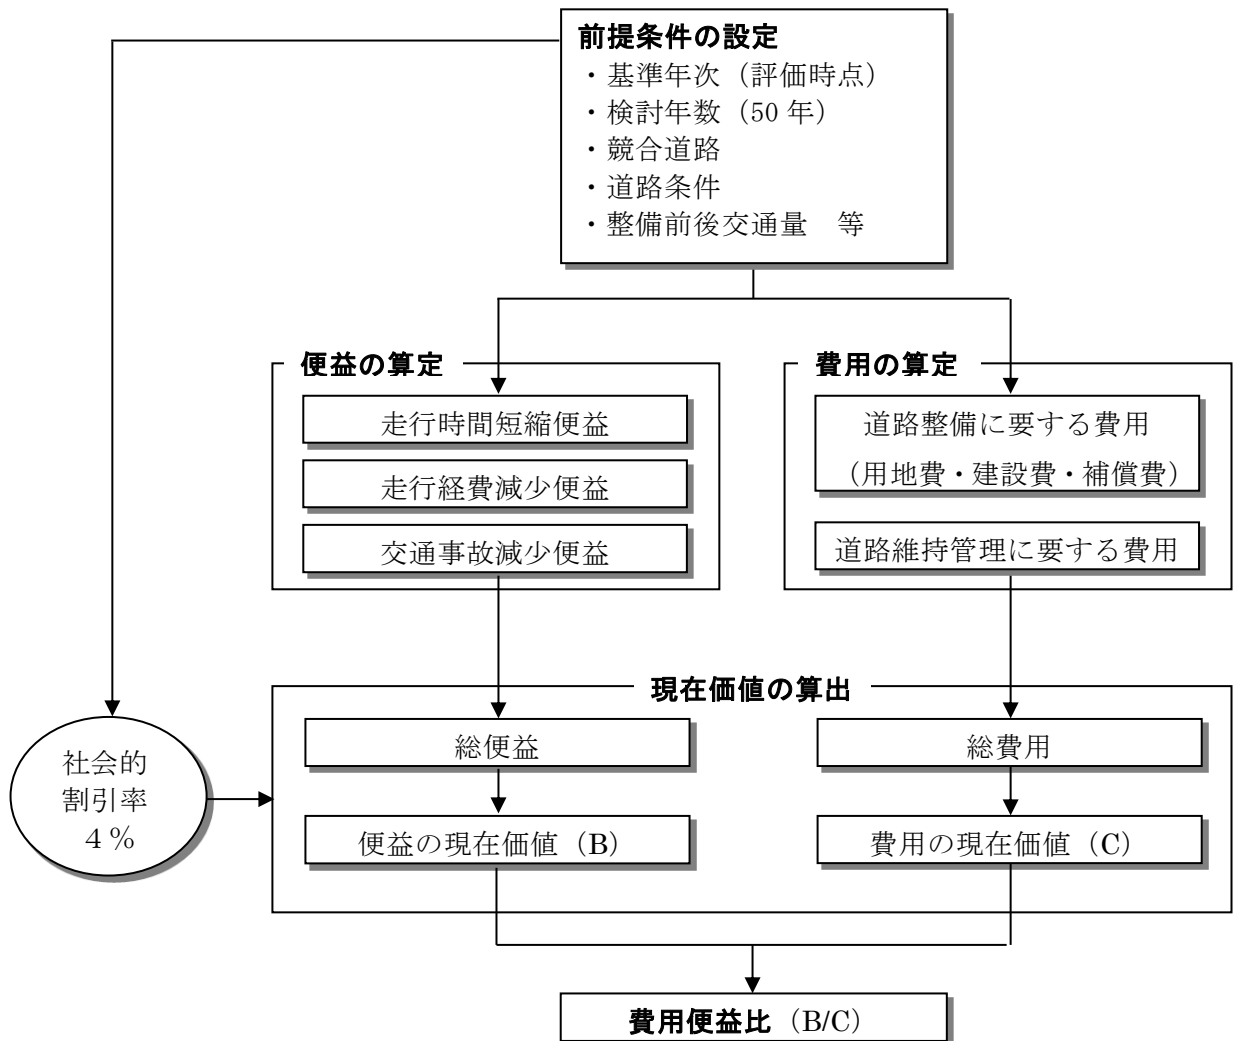 前提条件の設定
・基準年次（評価時点）
・検討年数（50 年）
・競合道路
・道路条件
・整備前後交通量　等
便益の算定
走行時間短縮便益
走行経費減少便益
交通事故減少便益
費用の算定
道路整備に要する費用
（用地費・建設費・補償費）
道路維持管理に要する費用
社会的
割引率
４％
現在価値の算出
総便益
便益の現在価値（B）
総費用
費用の現在価値（C）
費用便益比（B/C）